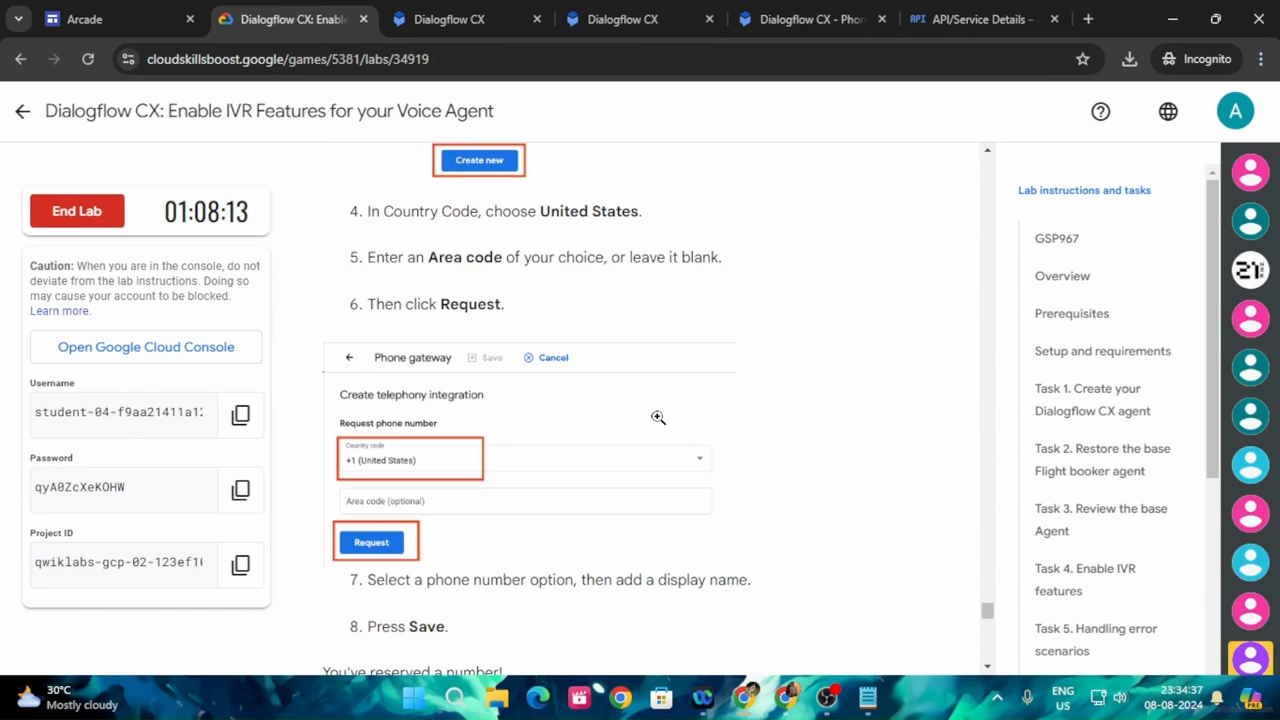 Arcade
Dialogflow CX: Enabl
Dialogflow CX
Dialogflow CX
Dialogflow CX - Phon
RPI API/Service Details –
cloudskillsboost.google/games/5381/labs/34919
Incognito
Dialogflow CX: Enable IVR Features for your Voice Agent
A
Create new
End Lab
01:08:13
4. In Country Code, choose United States.
5. Enter an Area code of your choice, or leave it blank.
6. Then click Request.
Caution: When you are in the console, do not
deviate from the lab instructions. Doing so
may cause your account to be blocked.
Learn more.
Open Google Cloud Console
Username
student-04-f9aa21411a12
Password
qyA0ZcXeKOHW
Project ID
qwiklabs-gcp-02-123ef16
Phone gateway
Save
Cancel
Create telephony integration
Request phone number
Country code
+1 (United States)
Area code (optional)
Request
7. Select a phone number option, then add a display name.
8. Press Save.
You've reserved a number!
Lab instructions and tasks
GSP967
Overview
Prerequisites
Setup and requirements
Task 1. Create your
Dialogflow CX agent
Task 2. Restore the base
Flight booker agent
Task 3. Review the base
Agent
Task 4. Enable IVR
features
Task 5. Handling error
scenarios
30°C
Mostly cloudy
ENG
US
23:34:37
08-08-2024
PRE